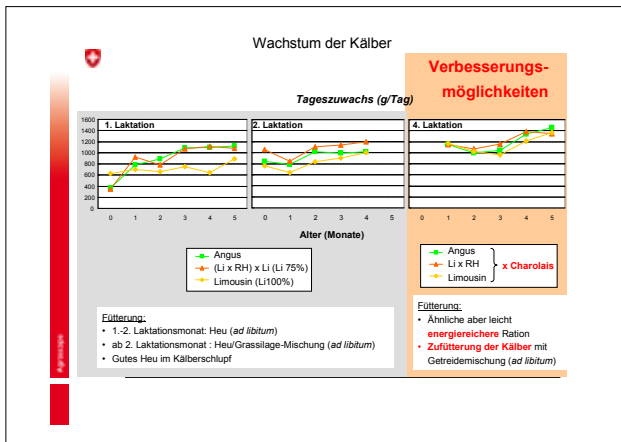 Wachstum der Kälber
Verbesserungs-
möglichkeiten
Tageszuwachs (g/Tag)
1600
1400
1200
1000
800
600
400
200
0
1. Laktation
0 1 2 3 4 5
2. Laktation
0 1 2 3 4 5
4. Laktation
0 1 2 3 4 5
Alter (Monate)
Angus
(Li x RH) x Li (Li 75%)
Limousin (Li100%)
Angus
Li x RH
Limousin
x Charolais
Fütterung:
• 1.-2. Laktationsmonat: Heu (ad libitum)
• ab 2. Laktationsmonat : Heu/Grassilage-Mischung (ad libitum)
• Gutes Heu im Kälberschlupf
Fütterung:
• Ähnliche aber leicht
energiereichere Ration
• Zufütterung der Kälber mit
Getreidemischung (ad libitum)
Agroscope